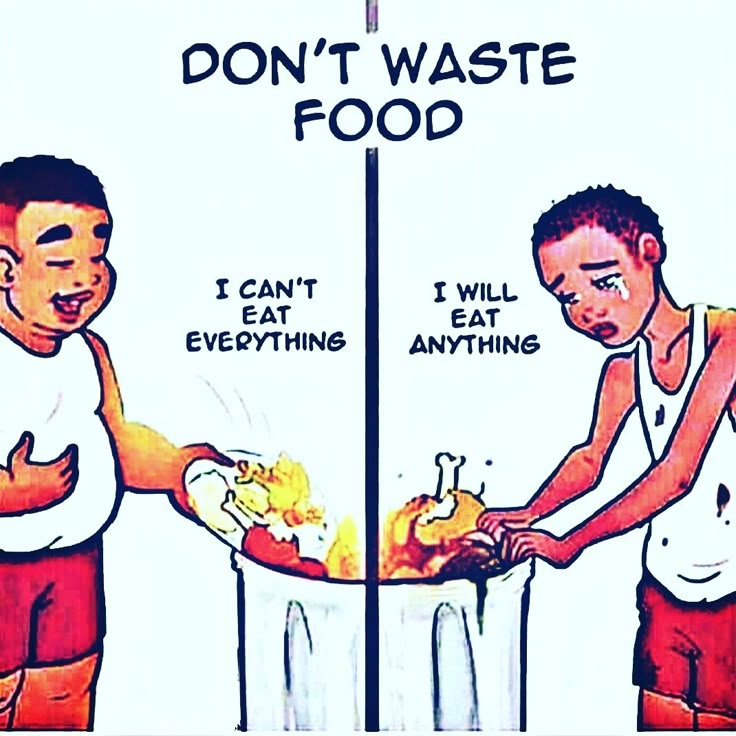 DON'T WASTE
FOOD
I CAN'T
EAT
EVERYTHING
I WILL
EAT
ANYTHING